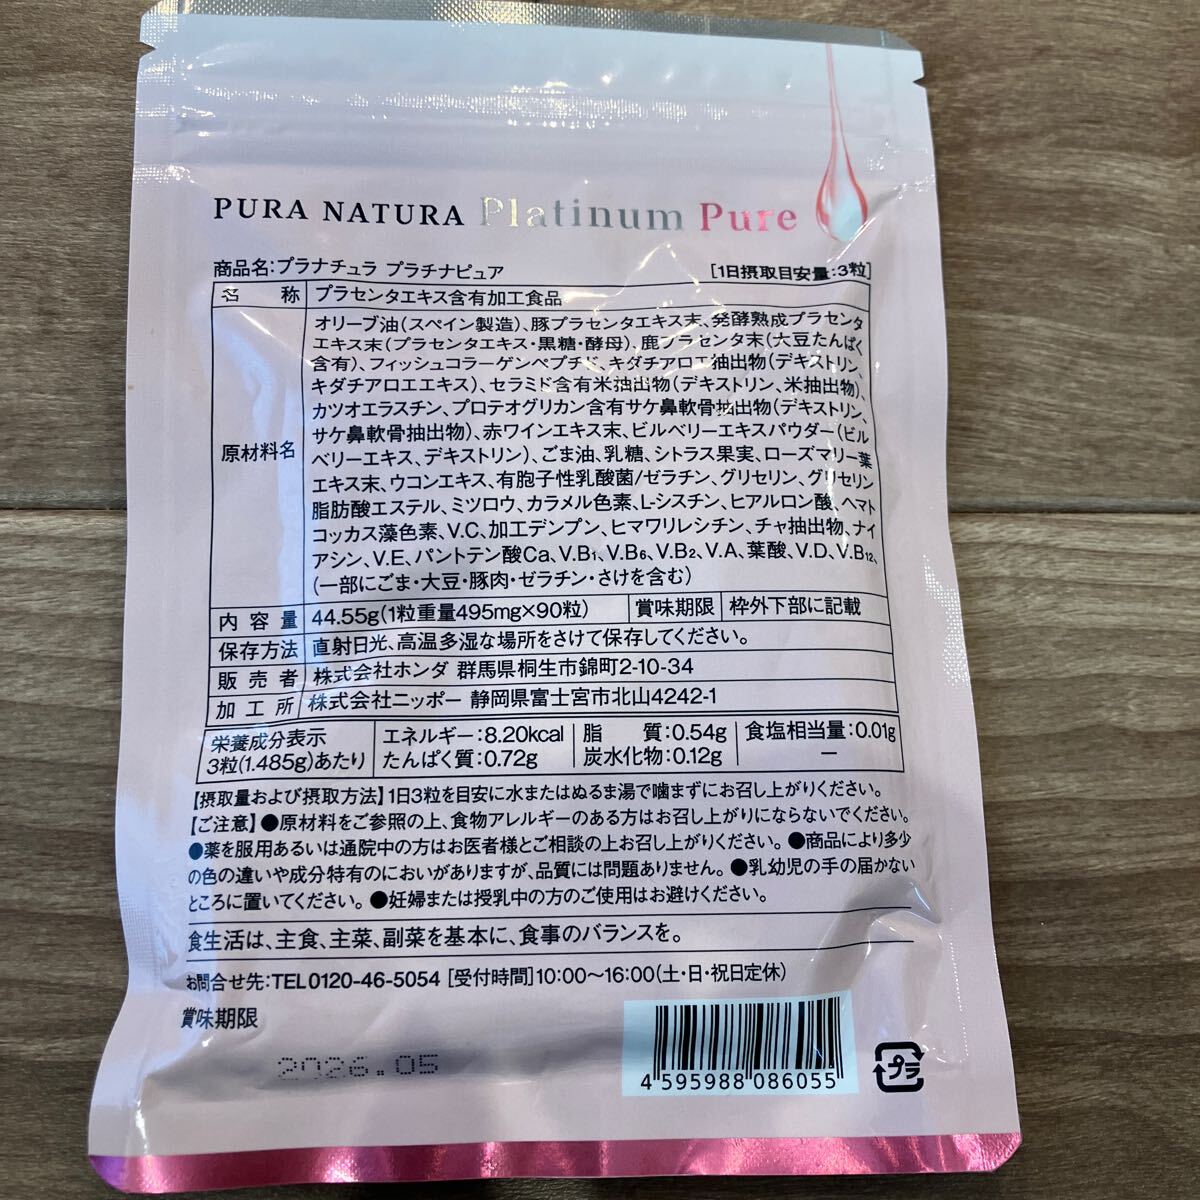 PURA NATURA Platinum Pure
商品名:プラナチュラ プラチナピュア
[1日摂取目安量:3粒]
名称 プラセンタエキス含有加工食品
原材料名
オリーブ油(スペイン製造)、豚プラセンタエキス末、発酵熟成プラセンタ
エキス末(プラセンタエキス・黒糖・酵母)、鹿プラセンタ末(大豆たんぱく
含有)、フィッシュコラーゲンペプチド、キダチアロエ抽出物(デキストリン、
キダチアロエエキス)、セラミド含有米抽出物(デキストリン、米抽出物)、
カツオエラスチン、プロテオグリカン含有サケ鼻軟骨抽出物(デキストリン、
サケ鼻軟骨抽出物)、赤ワインエキス末、ビルベリーエキスパウダー(ビル
ベリーエキス、デキストリン)、ごま油、乳糖、シトラス果実、ローズマリー葉
エキス末、ウコンエキス、有胞子性乳酸菌/ゼラチン、グリセリン、グリセリン
脂肪酸エステル、ミツロウ、カラメル色素、L-シスチン、ヒアルロン酸、ヘマト
コッカス藻色素、V.C、加工デンプン、ヒマワリレシチン、チャ抽出物、ナイ
アシン、V.E、パントテン酸Ca、V.B1、V.B6、V.B2、V.A、葉酸、V.D、V.B12、
(一部にごま・大豆・豚肉・ゼラチン・さけを含む)
内容量 44.55g(1粒重量495mg×90粒) 賞味期限 枠外下部に記載
保存方法 直射日光、高温多湿な場所をさけて保存してください。
販売者 株式会社ホンダ 群馬県桐生市錦町2-10-34
加工所 株式会社ニッポー 静岡県富士宮市北山4242-1
栄養成分表示 エネルギー:8.20kcal 脂質:0.54g 食塩相当量:0.01g
3粒(1.485g)あたり たんぱく質:0.72g 炭水化物:0.12g ー
【摂取量および摂取方法】1日3粒を目安に水またはぬるま湯で噛まずにお召し上がりください。
【ご注意】●原材料をご参照の上、食物アレルギーのある方はお召し上がりにならないでください。
●薬を服用あるいは通院中の方はお医者様とご相談の上お召し上がりください。●商品により多少
の色の違いや成分特有のにおいがありますが、品質には問題ありません。●乳幼児の手の届かない
ところに置いてください。●妊婦または授乳中の方のご使用はお避けください。
食生活は、主食、主菜、副菜を基本に、食事のバランスを。
お問合せ先:TEL0120-46-5054 [受付時間]10:00〜16:00(土・日・祝日定休)
賞味期限
2026.05
4 595988 086055
プラ